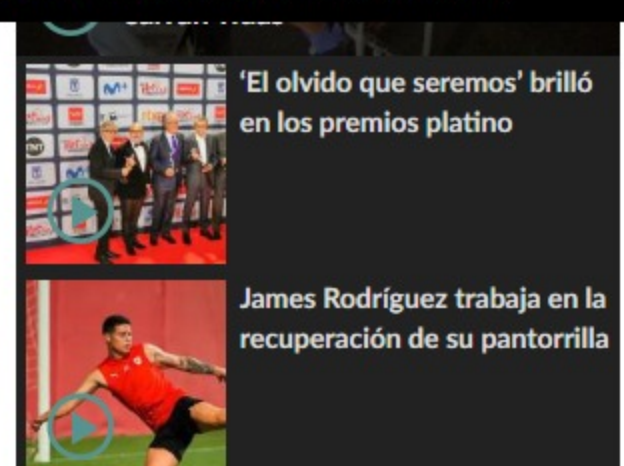 'El olvido que seremos' brilló
en los premios platino
James Rodríguez trabaja en la
recuperación de su pantorrilla